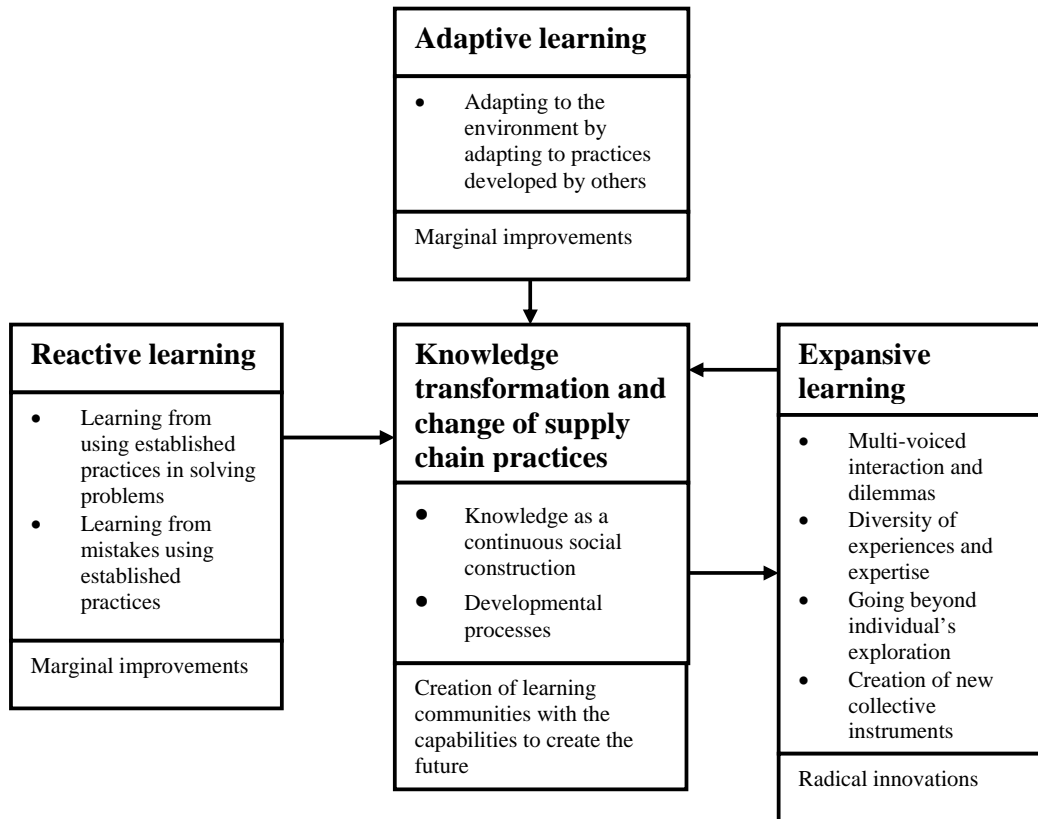 Adaptive learning
• Adapting to the
environment by
adapting to practices
developed by others
Marginal improvements
Reactive learning
• Learning from
using established
practices in solving
problems
• Learning from
mistakes using
established
practices
Marginal improvements
Knowledge
transformation and
change of supply
chain practices
• Knowledge as a
continuous social
construction
• Developmental
processes
Creation of learning
communities with the
capabilities to create the
future
Expansive
learning
• Multi-voiced
interaction and
dilemmas
• Diversity of
experiences and
expertise
• Going beyond
individual’s
exploration
• Creation of new
collective
instruments
Radical innovations